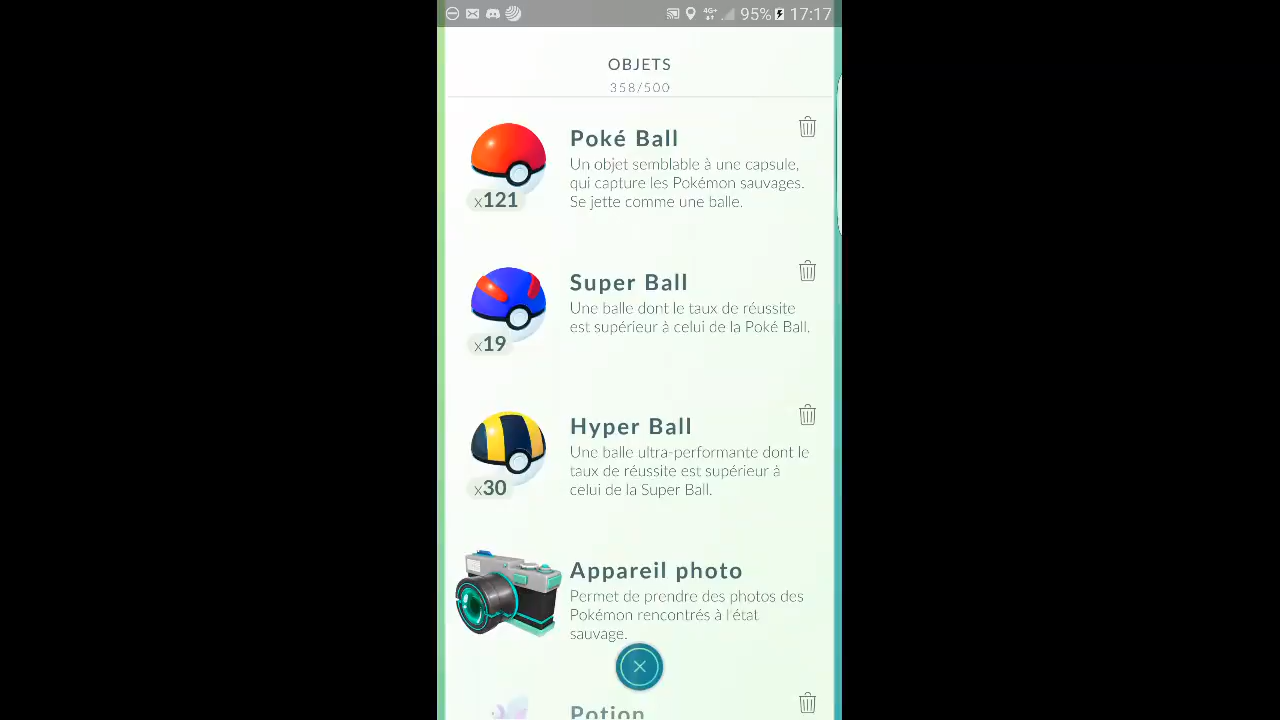 4G+ 95% 17:17
OBJETS
358/500
Poké Ball
Un objet semblable à une capsule,
qui capture les Pokémon sauvages.
Se jette comme une balle.
x121
Super Ball
Une balle dont le taux de réussite
est supérieur à celui de la Poké Ball.
x19
Hyper Ball
Une balle ultra-performante dont le
taux de réussite est supérieur à
celui de la Super Ball.
x30
Appareil photo
Permet de prendre des photos des
Pokémon rencontrés à l'état
sauvage.
Potion